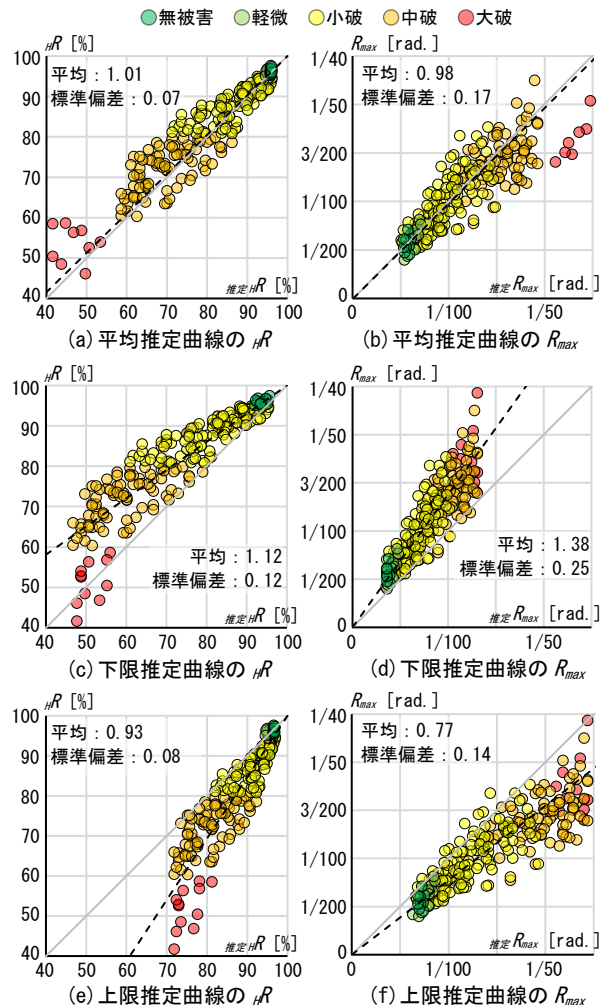 無被害 軽微 小破 中破 大破
HR [%]
平均：1.01
標準偏差：0.07
100
90
80
70
60
50
40
40 50 60 70 80 90 100
推定HR [%]
(a) 平均推定曲線の HR
Rmax [rad.]
平均：0.98
標準偏差：0.17
1/40
1/50
3/200
1/100
1/200
0
1/100 1/50
推定Rmax [rad.]
(b) 平均推定曲線の Rmax
HR [%]
100
90
80
70
60
50
40
平均：1.12
標準偏差：0.12
推定HR [%]
40 50 60 70 80 90 100
(c) 下限推定曲線の HR
Rmax [rad.]
1/40
1/50
3/200
1/100
1/200
0
平均：1.38
標準偏差：0.25
推定Rmax [rad.]
1/100 1/50
(d) 下限推定曲線の Rmax
HR [%]
平均：0.93
標準偏差：0.08
100
90
80
70
60
50
40
推定HR [%]
40 50 60 70 80 90 100
(e) 上限推定曲線の HR
Rmax [rad.]
平均：0.77
標準偏差：0.14
1/40
1/50
3/200
1/100
1/200
0
推定Rmax [rad.]
1/100 1/50
(f) 上限推定曲線の Rmax